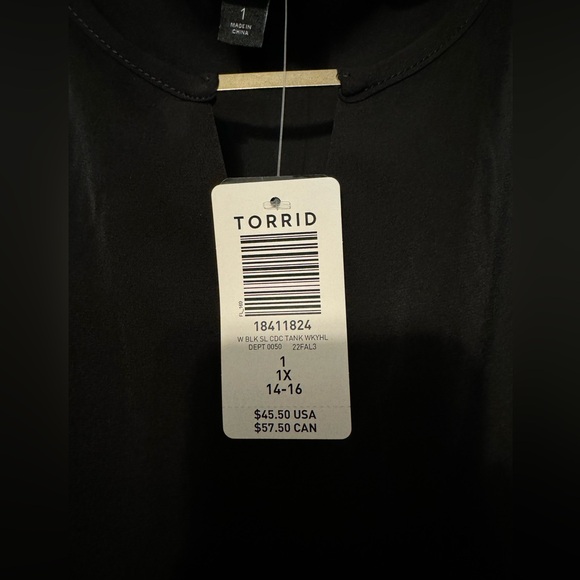 1
MADE IN
CHINA
TORRID
18411824
W BLK SL CDC TANK WKYHL
DEPT 0050 22FAL3
1
1X
14-16
$45.50 USA
$57.50 CAN